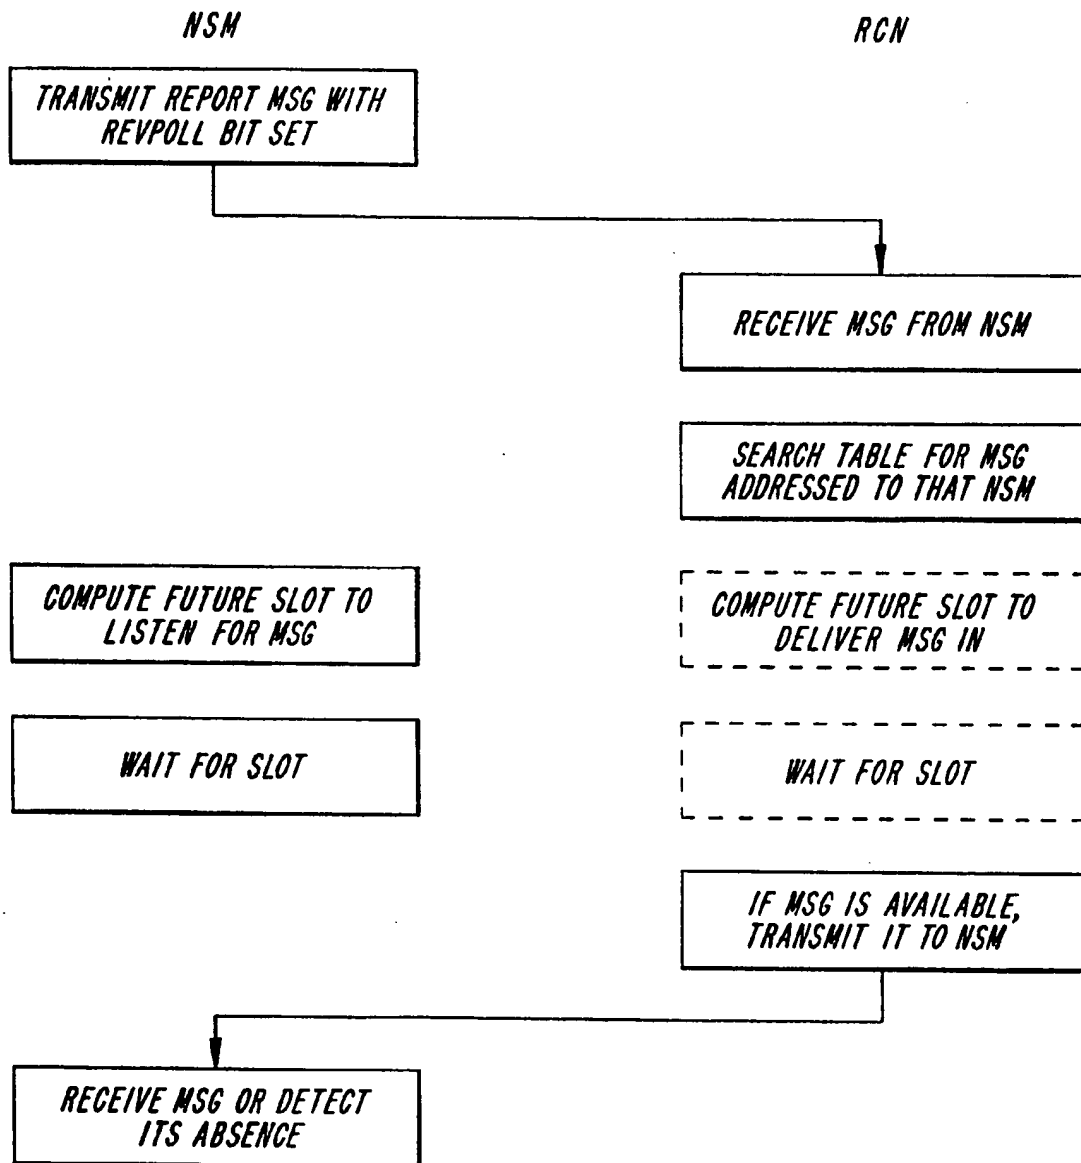 NSM
RCN
TRANSMIT REPORT MSG WITH
REVPOLL BIT SET
RECEIVE MSG FROM NSM
SEARCH TABLE FOR MSG
ADDRESSED TO THAT NSM
COMPUTE FUTURE SLOT TO
LISTEN FOR MSG
COMPUTE FUTURE SLOT TO
DELIVER MSG IN
WAIT FOR SLOT
WAIT FOR SLOT
IF MSG IS AVAILABLE,
TRANSMIT IT TO NSM
RECEIVE MSG OR DETECT
ITS ABSENCE